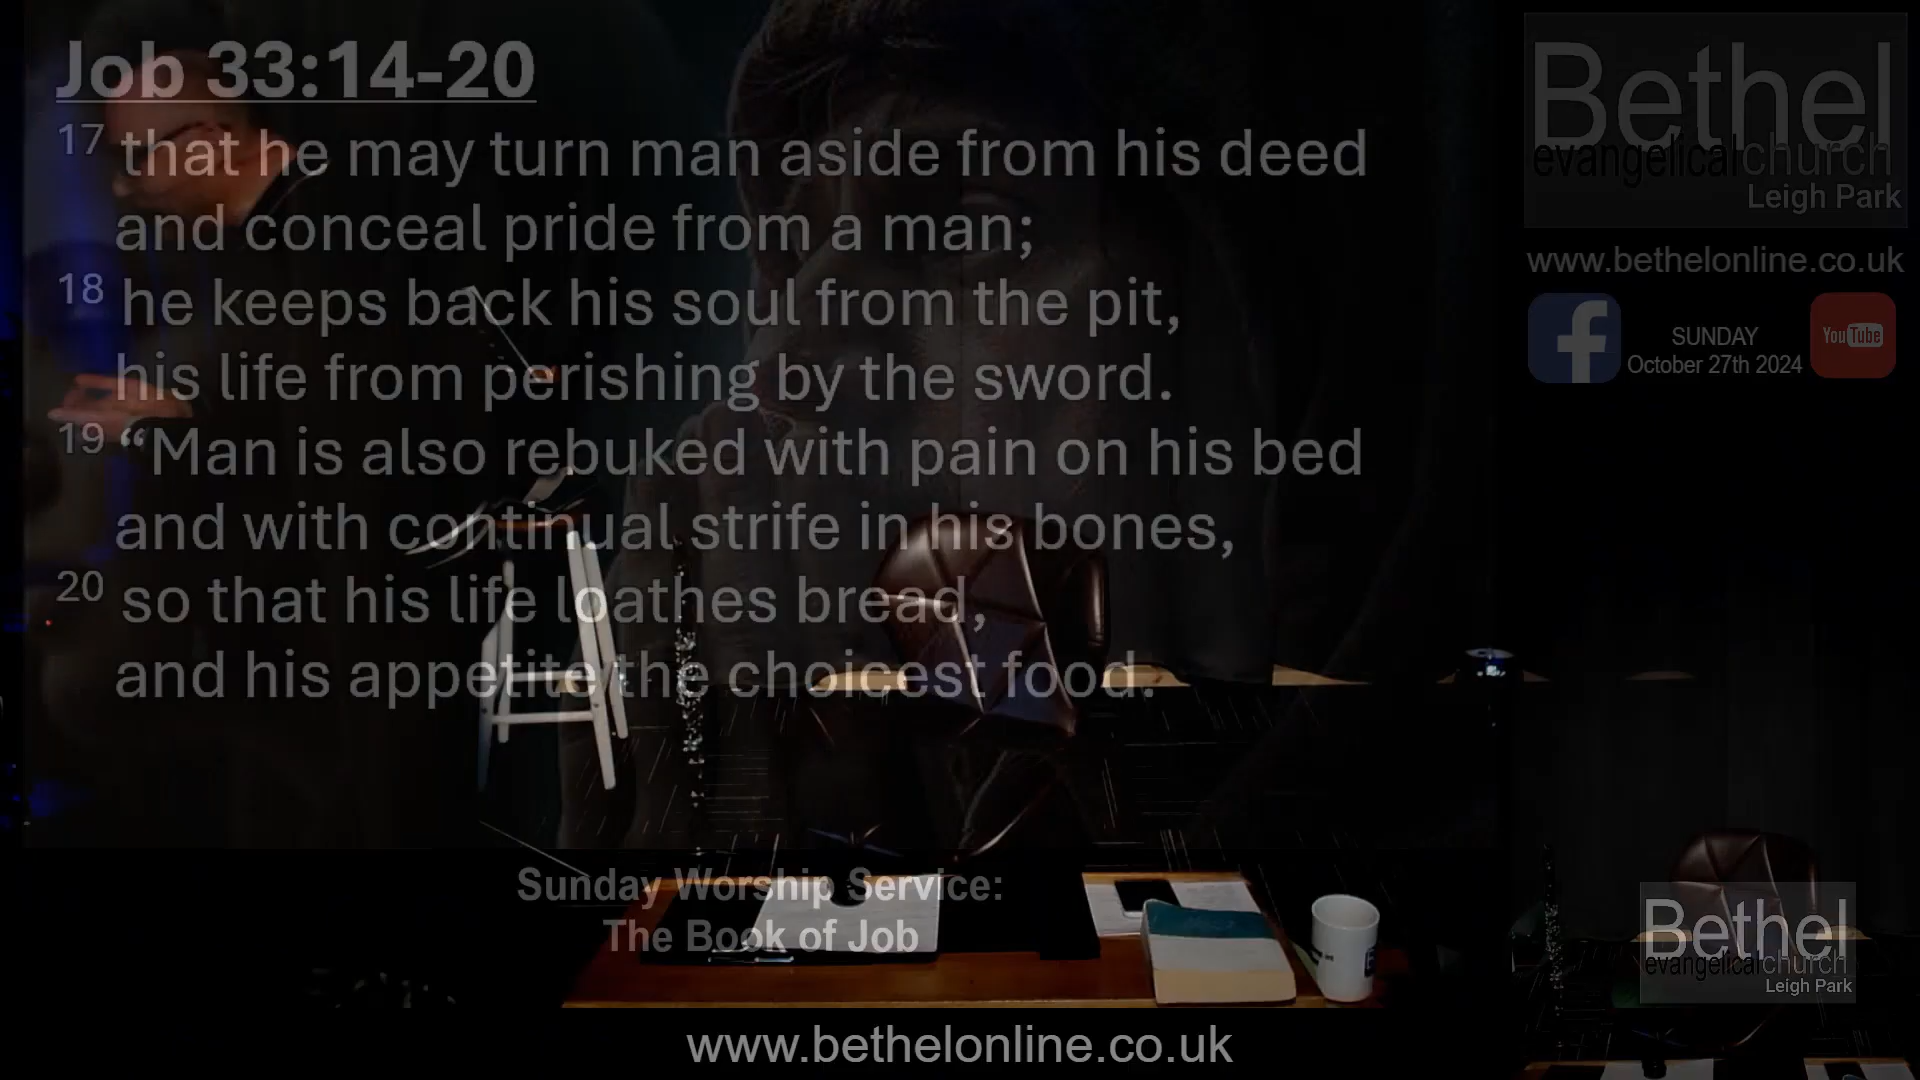 Job 33:14-20
17 that he may turn man aside from his deed
and conceal pride from a man;
18 he keeps back his soul from the pit,
his life from perishing by the sword.
19 “Man is also rebuked with pain on his bed
and with continual strife in his bones,
20 so that his life loathes bread,
and his appetite the choicest food.
Bethel
evangelicalchurch
Leigh Park
www.bethelonline.co.uk
f
SUNDAY
October 27th 2024
YouTube
Sunday Worship Service:
The Book of Job
Bethel
evangelicalchurch
Leigh Park
www.bethelonline.co.uk